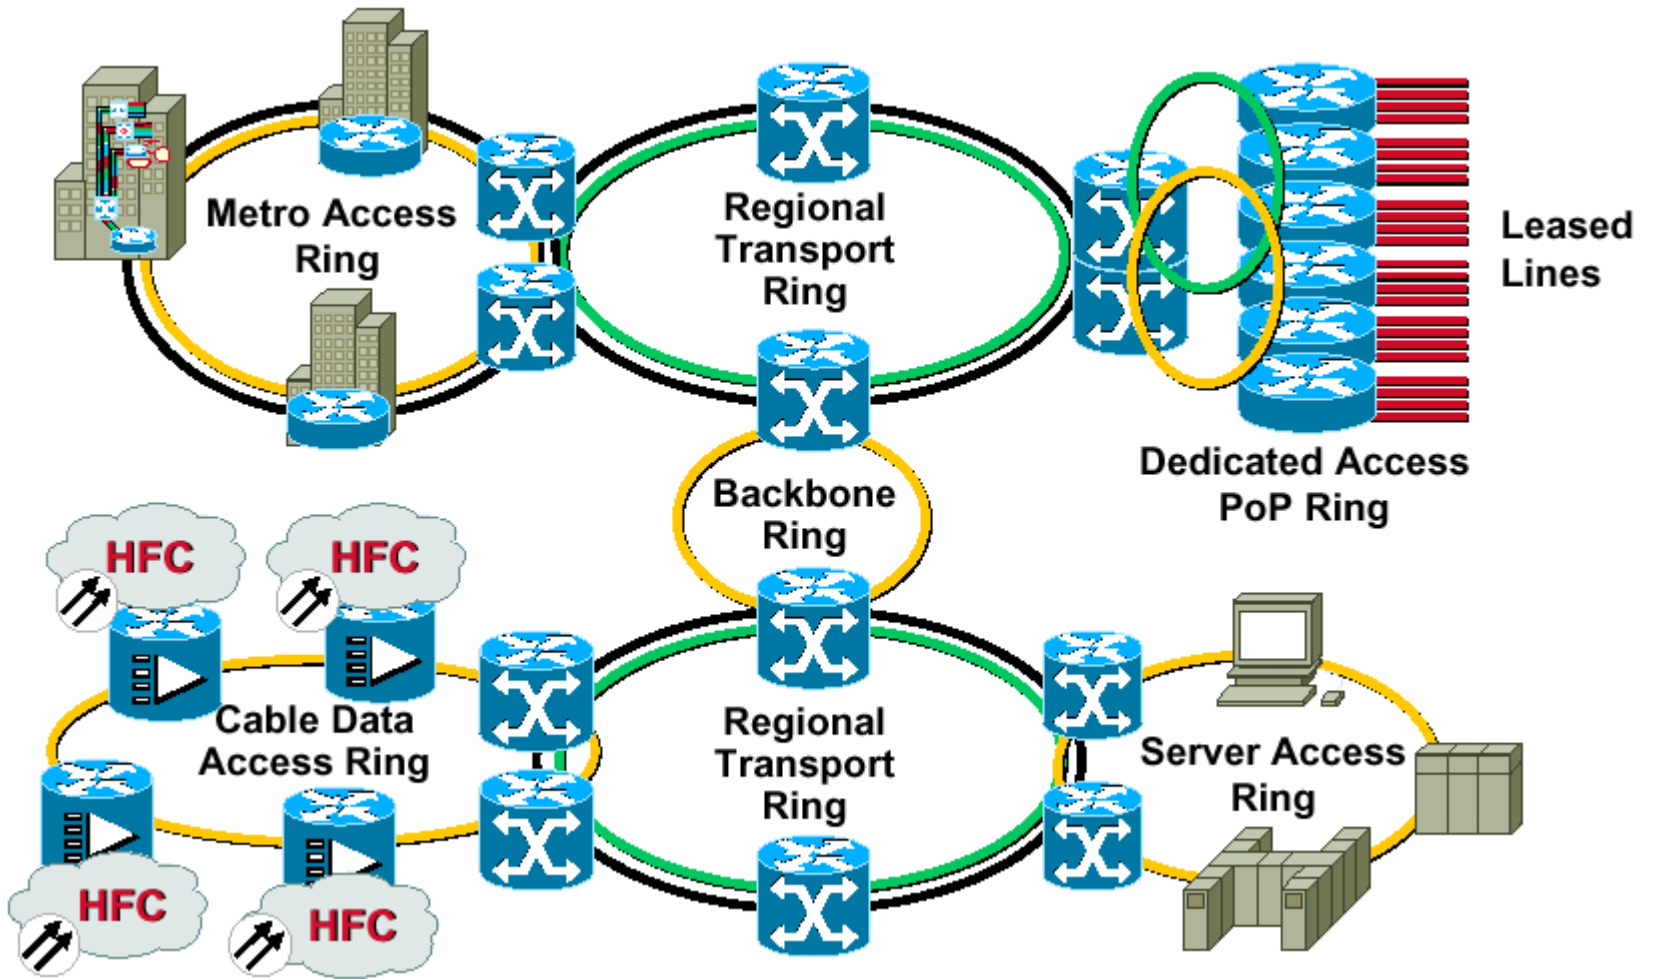 Metro Access
Ring
Regional
Transport
Ring
Leased
Lines
Dedicated Access
PoP Ring
Backbone
Ring
HFC
HFC
Cable Data
Access Ring
HFC
HFC
Regional
Transport
Ring
Server Access
Ring